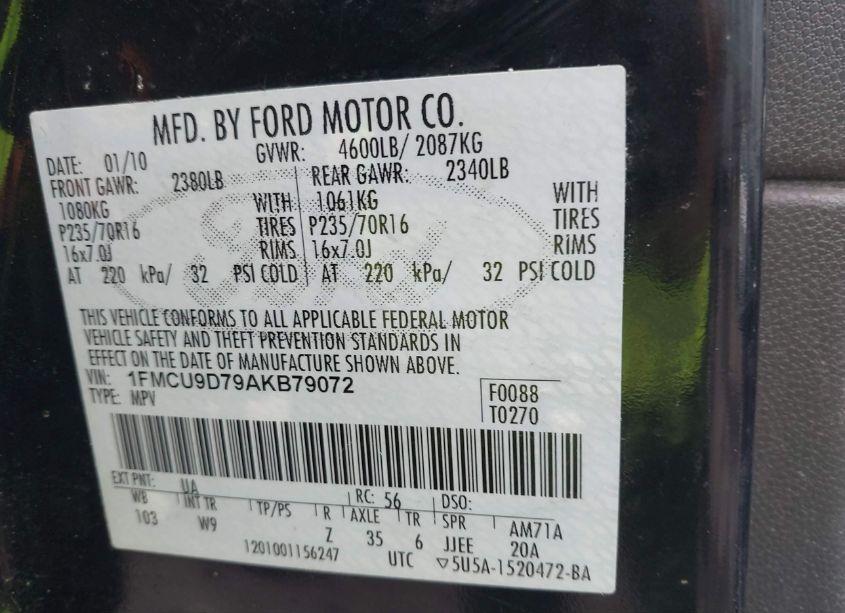 MFD. BY FORD MOTOR CO.
DATE: 01/10 GVWR: 4600LB/ 2087KG
FRONT GAWR: 2380LB REAR GAWR: 2340LB
1080KG WITH 1061KG WITH
P235/70R16 TIRES P235/70R16 TIRES
16x7.0J RIMS 16x7.0J RIMS
AT 220 kPa/ 32 PSI COLD AT 220 kPa/ 32 PSI COLD
THIS VEHICLE CONFORMS TO ALL APPLICABLE FEDERAL MOTOR
VEHICLE SAFETY AND THEFT PREVENTION STANDARDS IN
EFFECT ON THE DATE OF MANUFACTURE SHOWN ABOVE.
VIN: 1FMCU9D79AKB79072 F0088
TYPE: MPV T0270
EXT PNT: UA RC: 56 DSO:
WB INT TR TP/PS R AXLE TR SPR AM71A
103 W9 Z 35 6 JJEE 20A
1201001156247 UTC ▽5U5A-1520472-BA